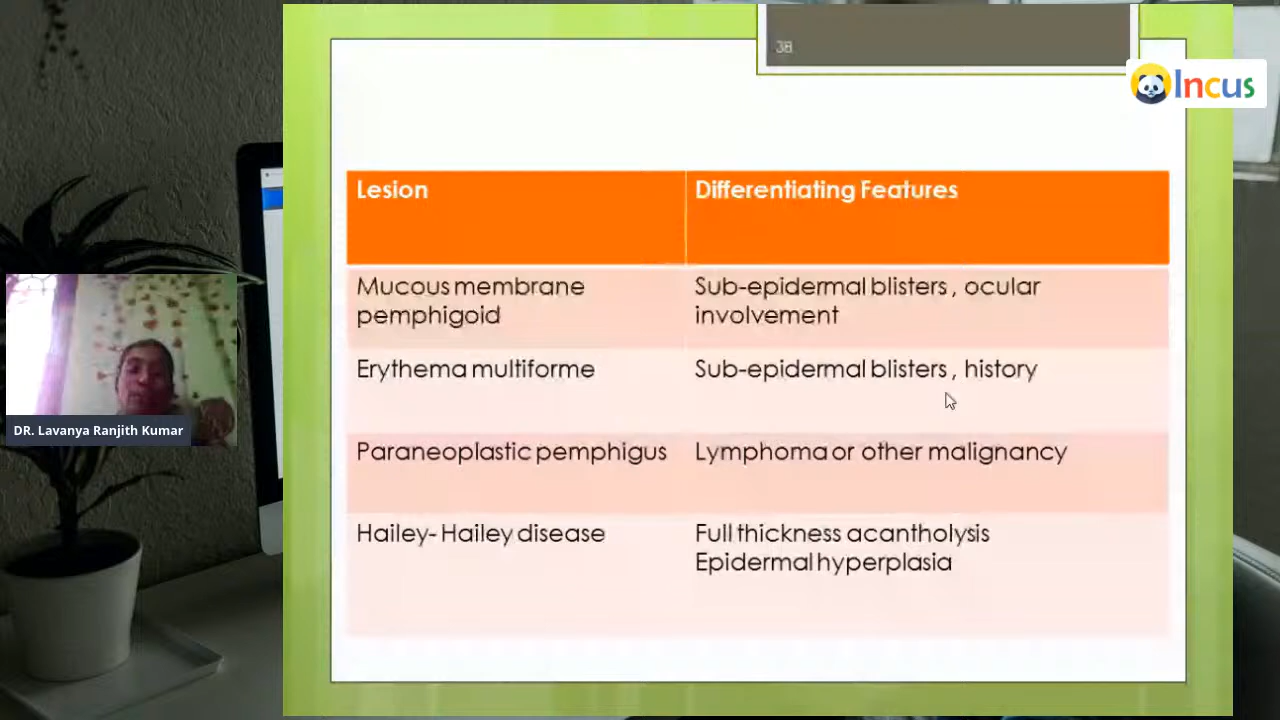 38
Incus
Lesion
Differentiating Features
Mucous membrane
pemphigoid
Sub-epidermal blisters , ocular
involvement
Erythema multiforme
Sub-epidermal blisters , history
Paraneoplastic pemphigus
Lymphoma or other malignancy
Hailey- Hailey disease
Full thickness acantholysis
Epidermal hyperplasia
DR. Lavanya Ranjith Kumar